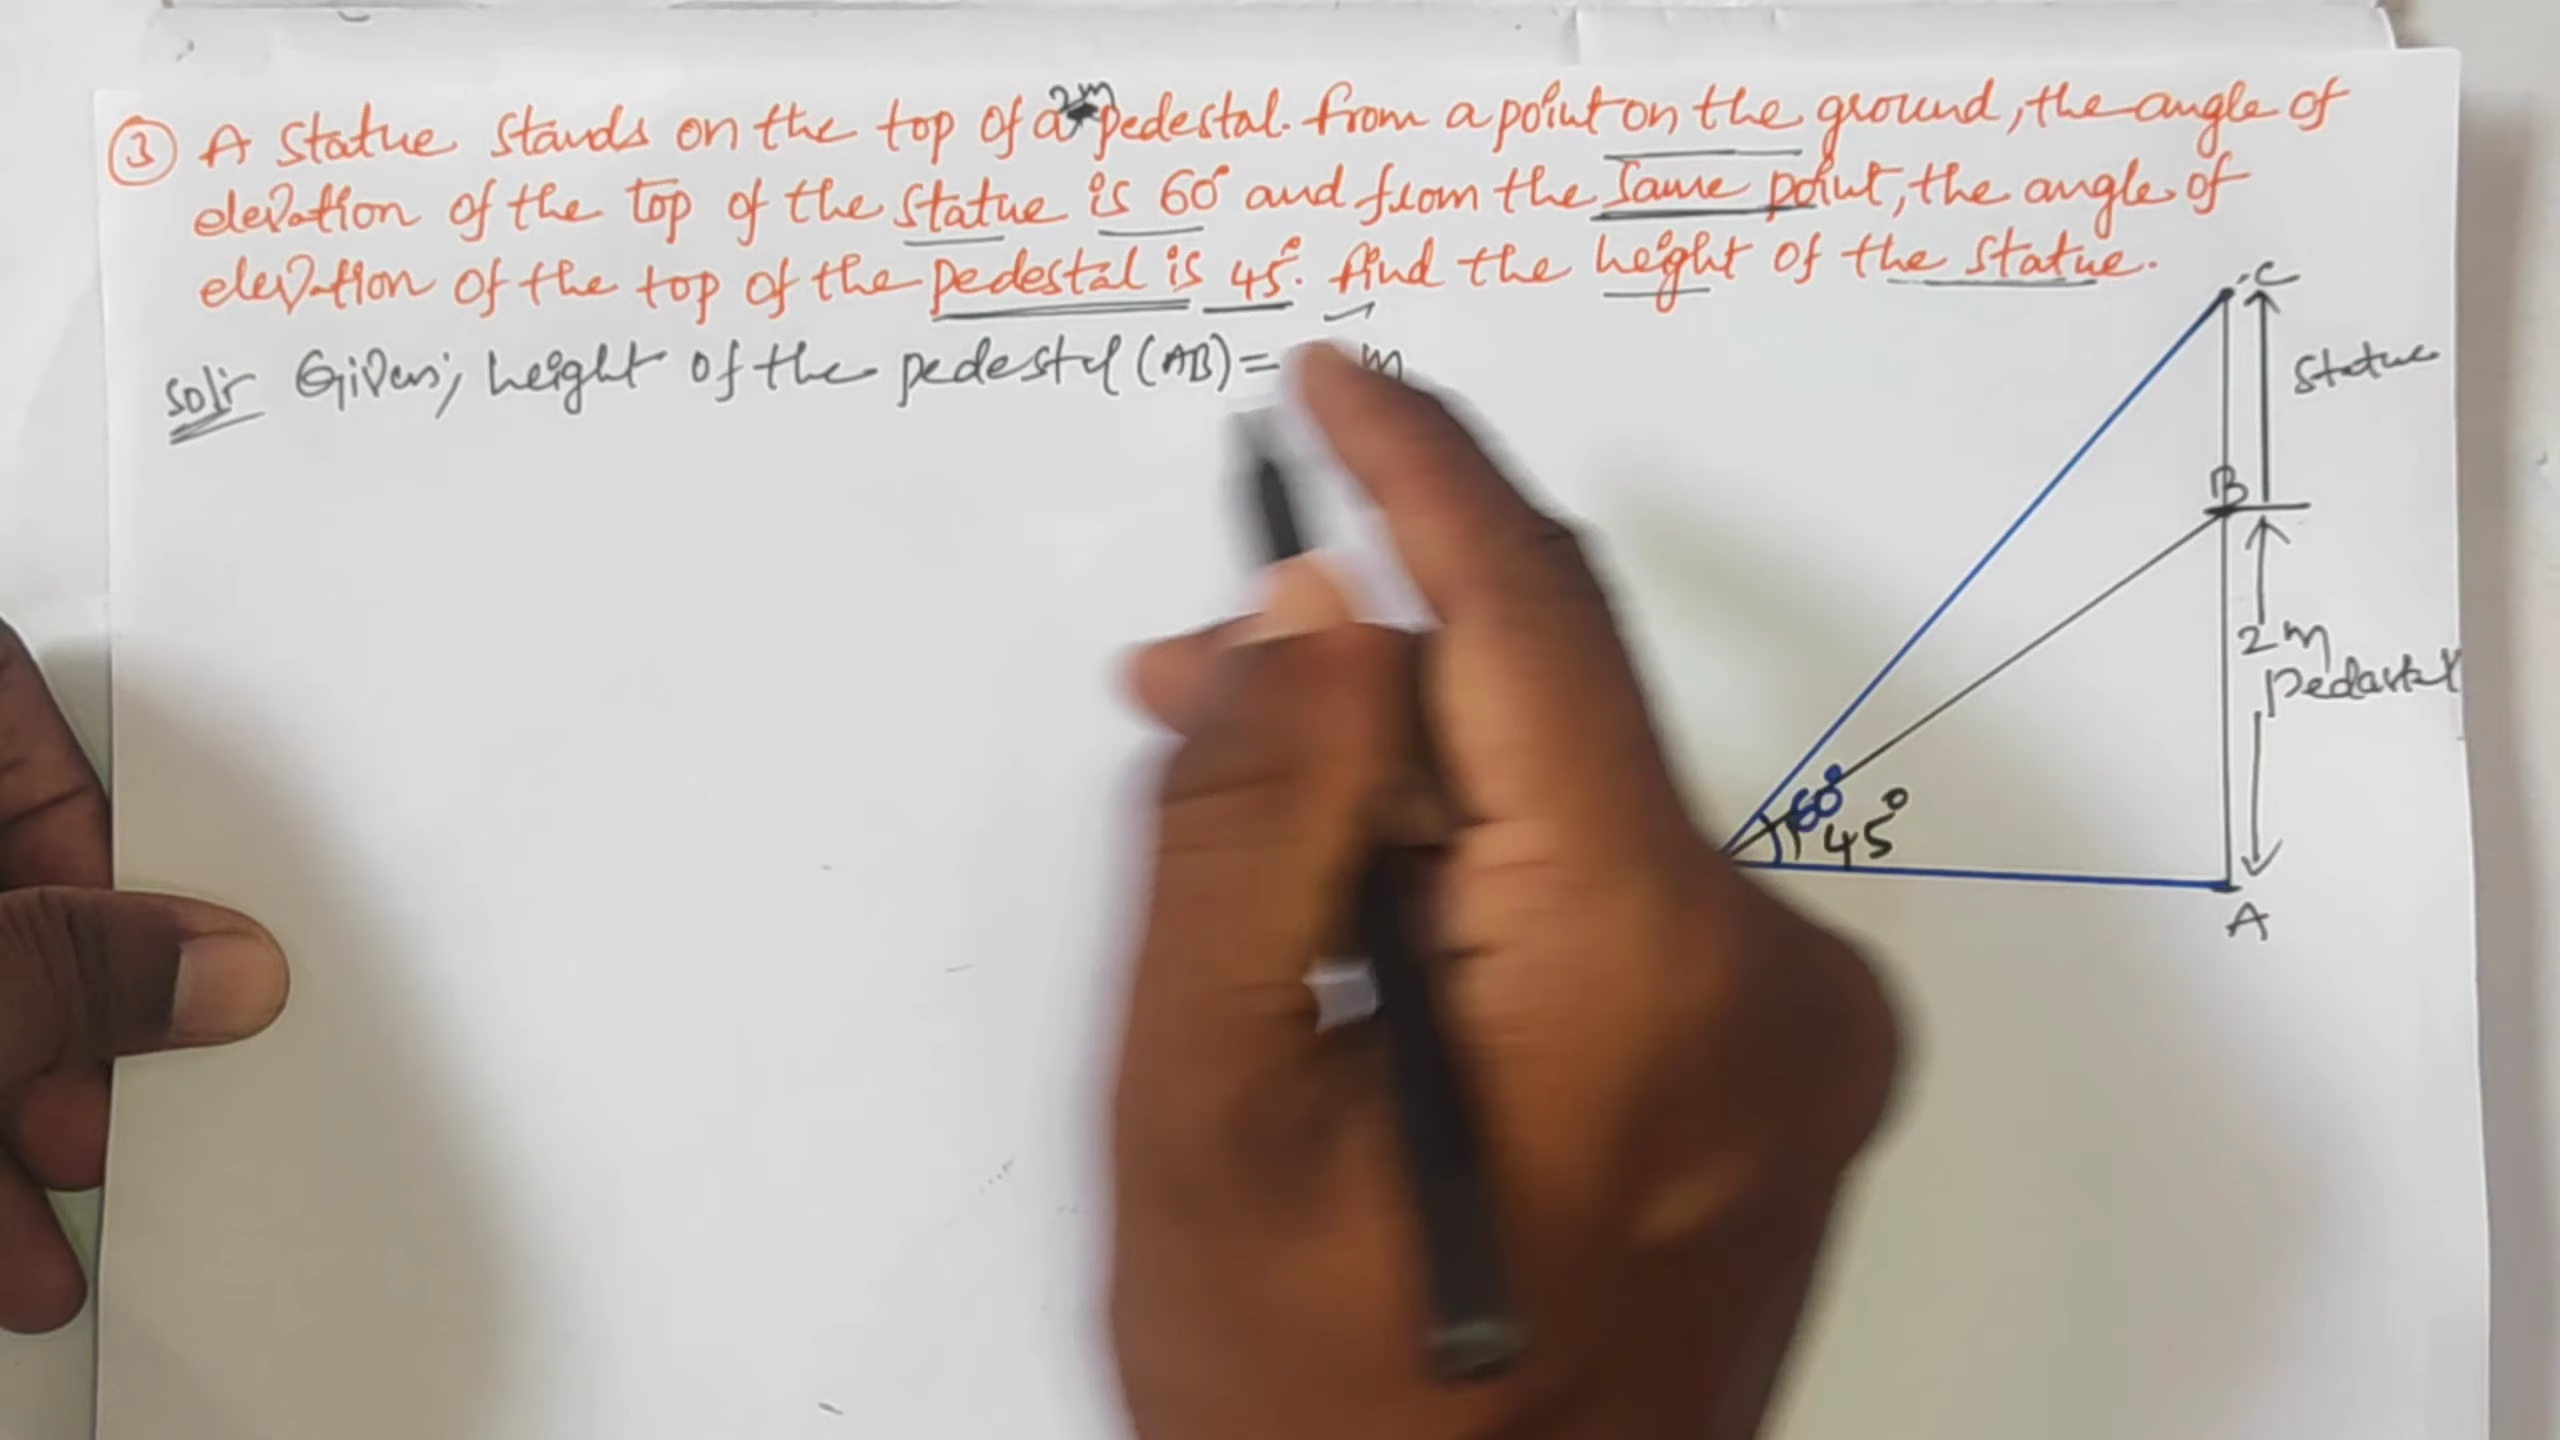 ③ A Statue Stands on the top of a 2m pedestal. from a point on the ground, the angle of
elevation of the top of the statue is 60° and from the same point, the angle of
elevation of the top of the pedestal is 45°. find the height of the statue.
Soln Given; height of the pedestal (AB) = m
C
Statue
B
2 m
pedastal
60°
45°
A